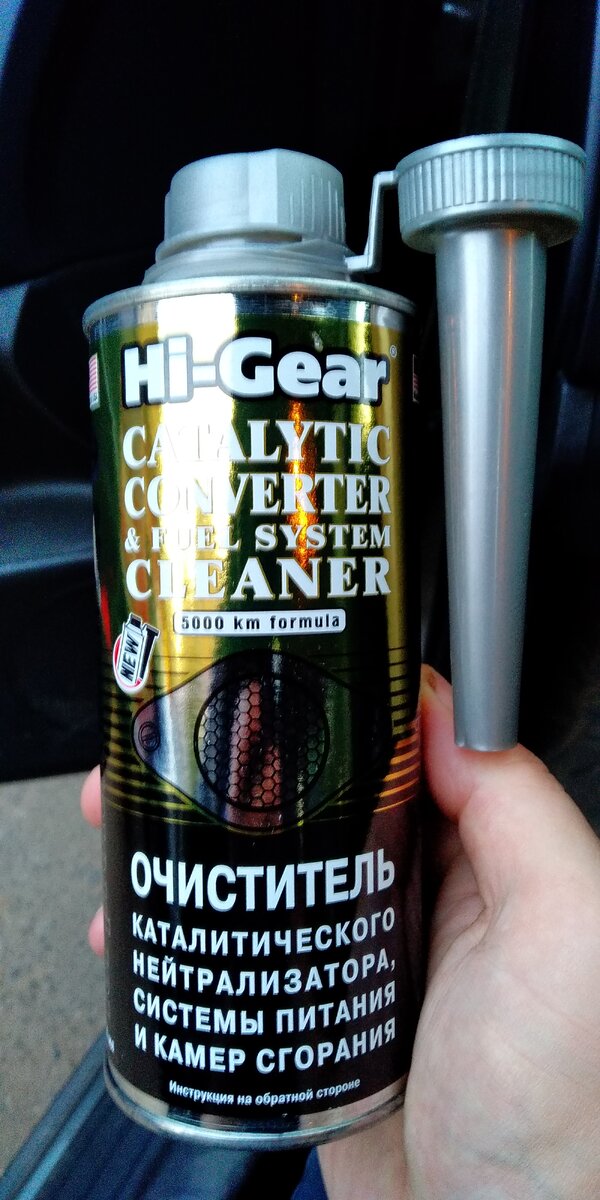 Hi-Gear®
CATALYTIC
CONVERTER
& FUEL SYSTEM
CLEANER
5000 km formula
NEW
ОЧИСТИТЕЛЬ
КАТАЛИТИЧЕСКОГО
НЕЙТРАЛИЗАТОРА,
СИСТЕМЫ ПИТАНИЯ
И КАМЕР СГОРАНИЯ
Инструкция на обратной стороне